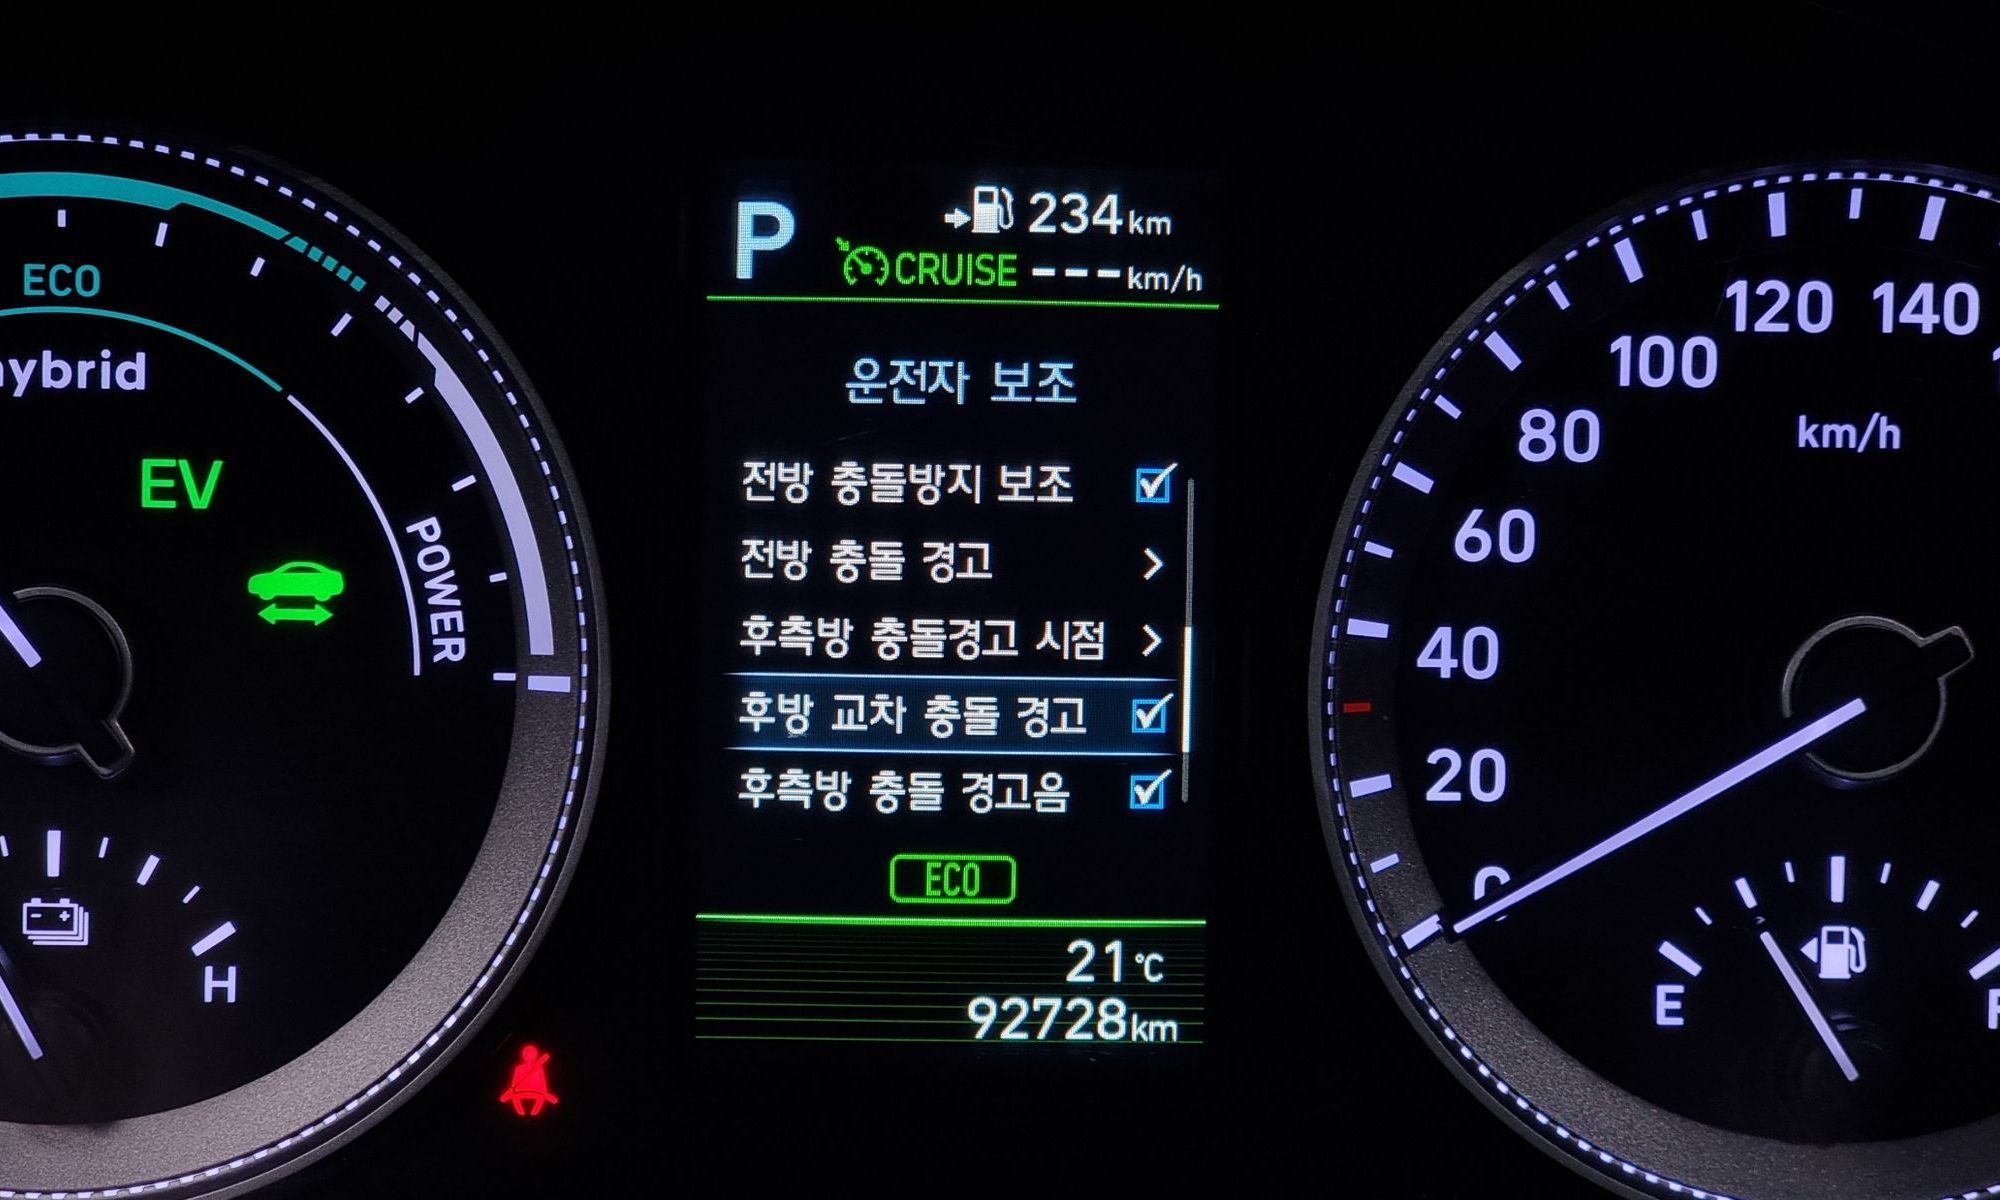 P
234km
CRUISE ---km/h
운전자 보조
전방 충돌방지 보조
전방 충돌 경고
후측방 충돌경고 시점
후방 교차 충돌 경고
후측방 충돌 경고음
ECO
21℃
92728km
ECO
hybrid
EV
POWER
H
140
120
100
80
60
40
20
0
km/h
E
F